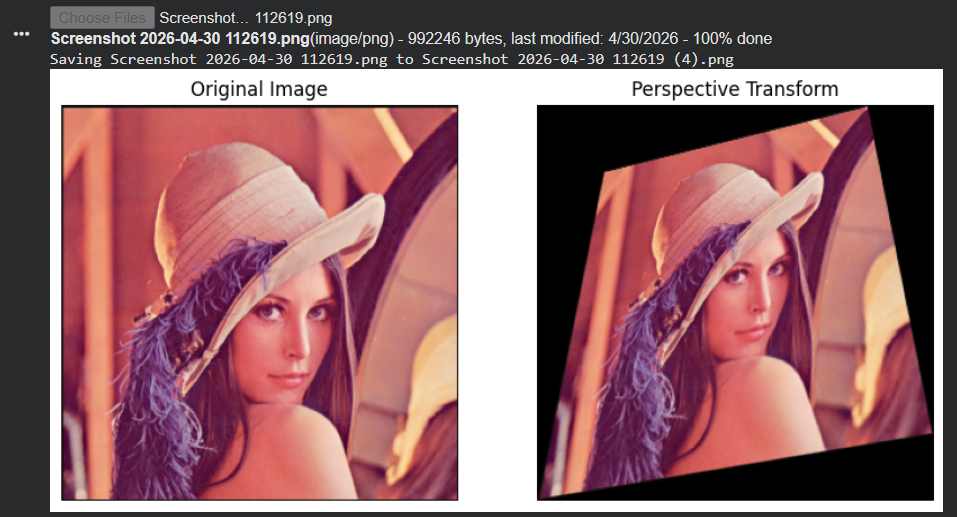 Choose Files Screenshot... 112619.png
Screenshot 2026-04-30 112619.png(image/png) - 992246 bytes, last modified: 4/30/2026 - 100% done
Saving Screenshot 2026-04-30 112619.png to Screenshot 2026-04-30 112619 (4).png
Original Image
Perspective Transform